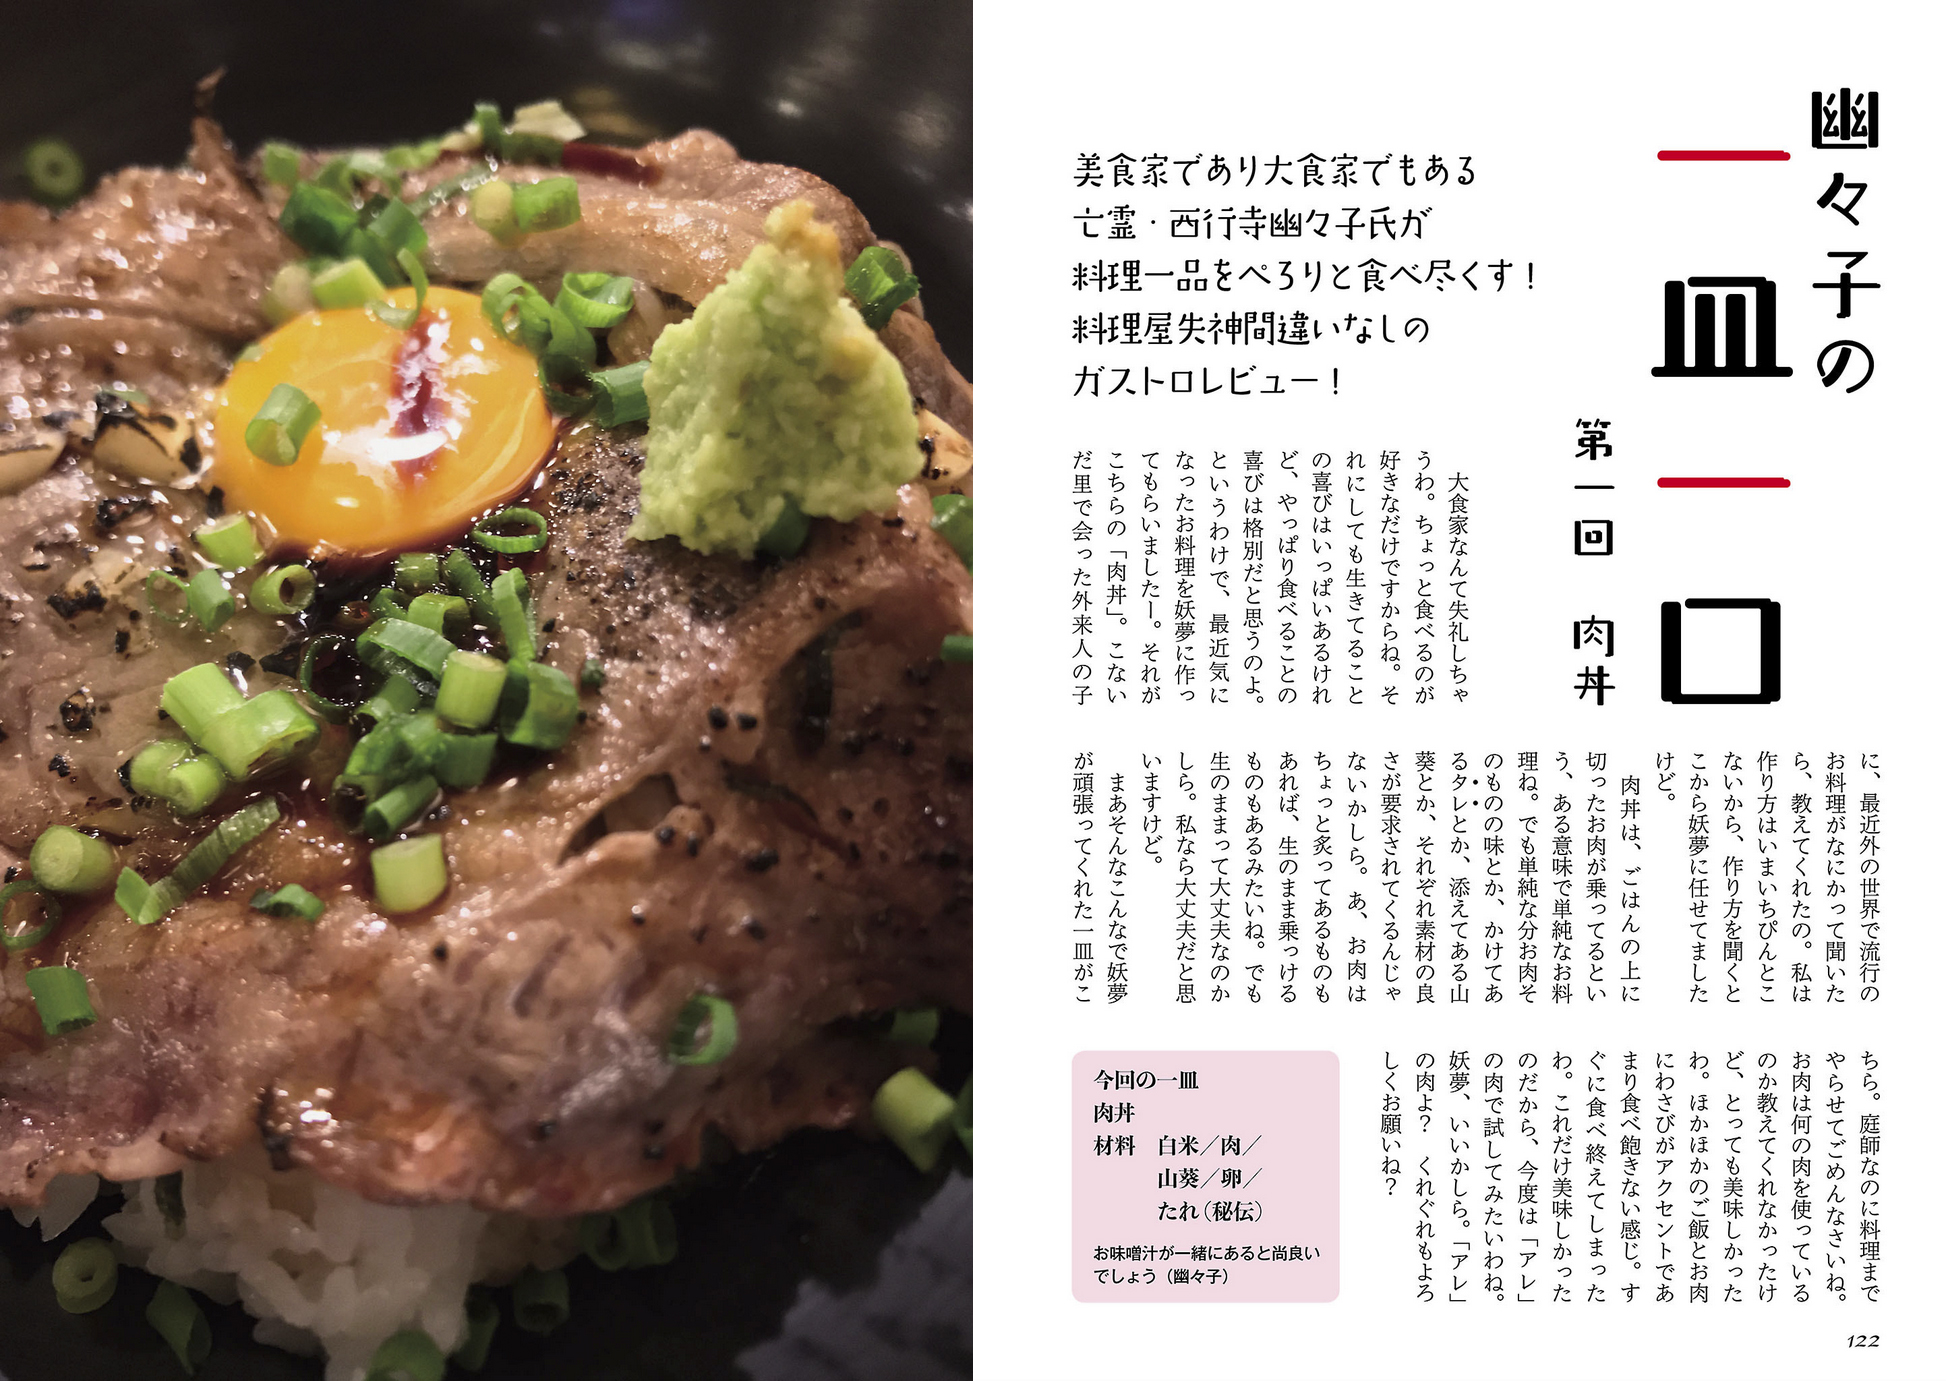 幽々子の
一皿一口
第一回　肉丼
美食家であり大食家でもある
亡霊・西行寺幽々子氏が
料理一品をぺろりと食べ尽くす！
料理屋失神間違いなしの
ガストロレビュー！
　大食家なんて失礼しちゃ
うわ。ちょっと食べるのが
好きなだけですからね。そ
れにしても生きてること
の喜びはいっぱいあるけれ
ど、やっぱり食べることの
喜びは格別だと思うのよ。
というわけで、最近気に
なったお料理を妖夢に作っ
てもらいましたー。それが
こちらの「肉丼」。こない
だ里で会った外来人の子
に、最近外の世界で流行の
お料理がなにかって聞いた
ら、教えてくれたの。私は
作り方はいまいちぴんとこ
ないから、作り方を聞くと
こから妖夢に任せてました
けど。
　肉丼は、ごはんの上に
切ったお肉が乗ってるとい
う、ある意味で単純なお料
理ね。でも単純な分お肉そ
のものの味とか、かけてあ
るタレとか、添えてある山
葵とか、それぞれ素材の良
さが要求されてくるんじゃ
ないかしら。あ、お肉は
ちょっと炙ってあるものも
あれば、生のまま乗っける
ものもあるみたいね。でも
生のままって大丈夫なのか
しら。私なら大丈夫だと思
いますけど。
　まあそんなこんなで妖夢
が頑張ってくれた一皿がこ
ちら。庭師なのに料理まで
やらせてごめんなさいね。
お肉は何の肉を使っている
のか教えてくれなかったけ
ど、とっても美味しかった
わ。ほかほかのご飯とお肉
にわさびがアクセントであ
まり食べ飽きない感じ。す
ぐに食べ終えてしまった
わ。これだけ美味しかった
のだから、今度は「アレ」
の肉で試してみたいわね。
妖夢、いいかしら。「アレ」
の肉よ？　くれぐれもよろ
しくお願いね？
今回の一皿
肉丼
材料　白米／肉／
山葵／卵／
たれ（秘伝）
お味噌汁が一緒にあると尚良い
でしょう（幽々子）
122